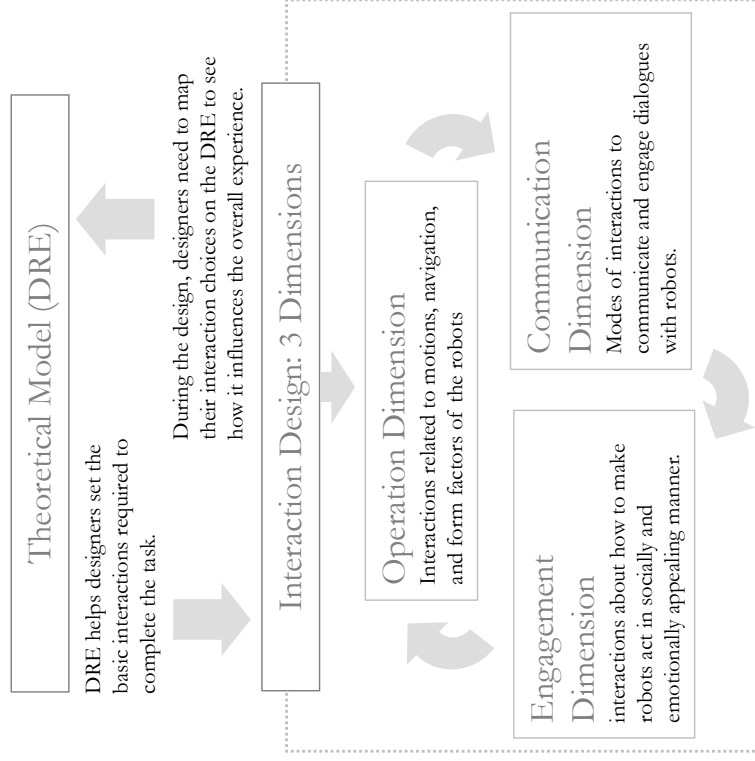 Theoretical Model (DRE)
DRE helps designers set the
basic interactions required to
complete the task.
During the design, designers need to map
their interaction choices on the DRE to see
how it influences the overall experience.
Interaction Design: 3 Dimensions
Operation Dimension
Interactions related to motions, navigation,
and form factors of the robots
Engagement
Dimension
interactions about how to make
robots act in socially and
emotionally appealing manner.
Communication
Dimension
Modes of interactions to
communicate and engage dialogues
with robots.